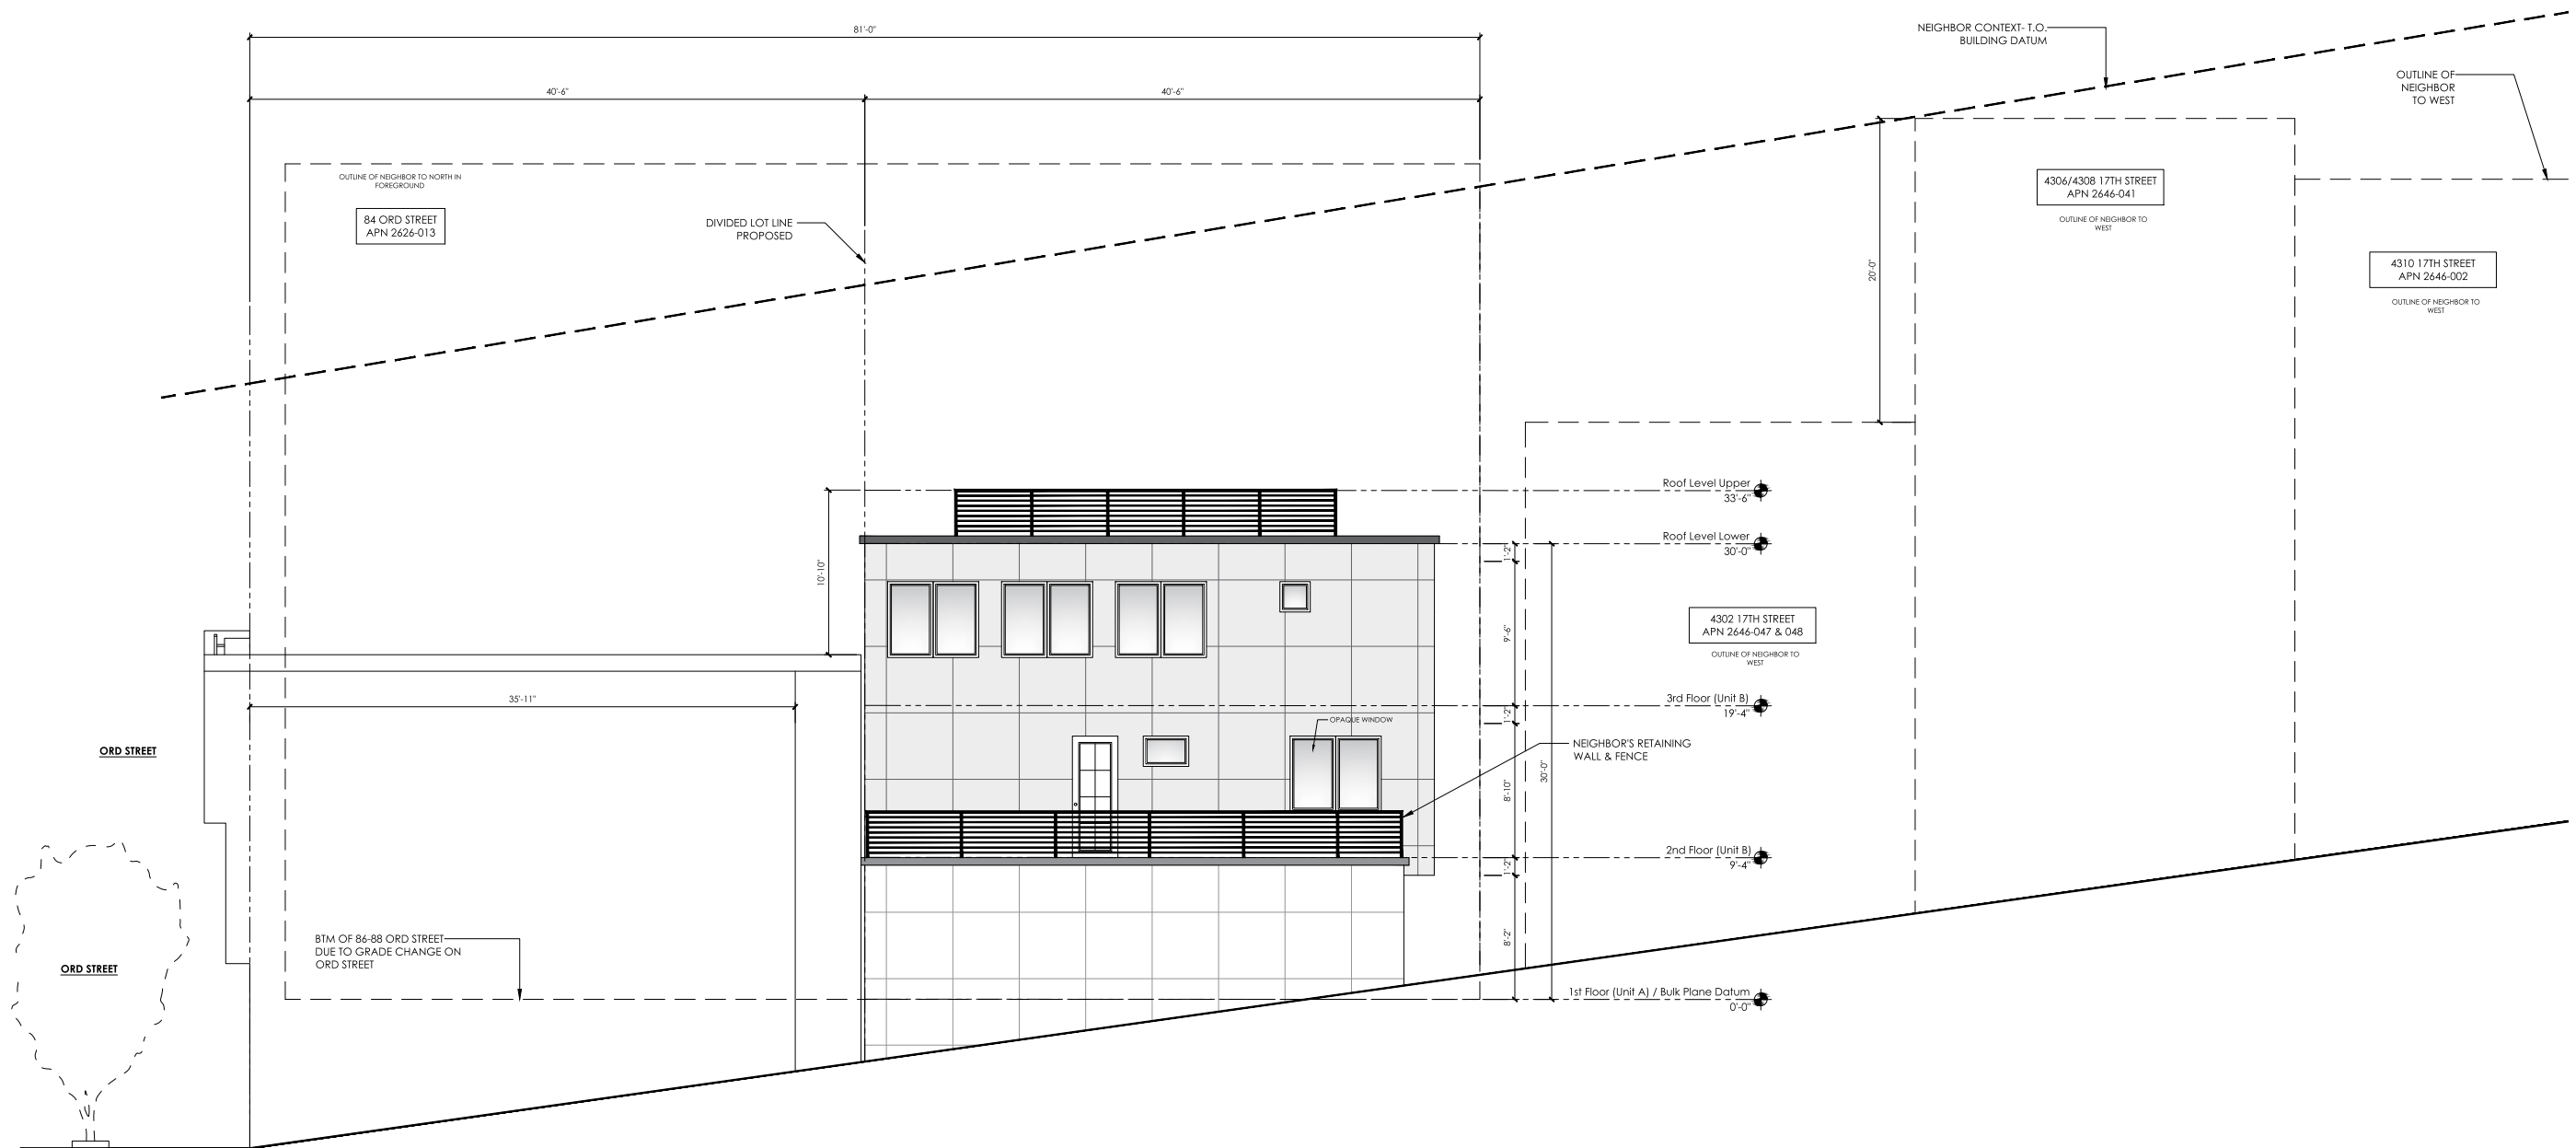 81'-0"
40'-6"
40'-6"
NEIGHBOR CONTEXT- T.O.
BUILDING DATUM
OUTLINE OF
NEIGHBOR
TO WEST
OUTLINE OF NEIGHBOR TO NORTH IN
FOREGROUND
84 ORD STREET
APN 2626-013
DIVIDED LOT LINE
PROPOSED
4306/4308 17TH STREET
APN 2646-041
OUTLINE OF NEIGHBOR TO
WEST
20'-0"
4310 17TH STREET
APN 2646-002
OUTLINE OF NEIGHBOR TO
WEST
Roof Level Upper
33'-6"
Roof Level Lower
30'-0"
1'-2"
10'-10"
9'-6"
4302 17TH STREET
APN 2646-047 & 048
OUTLINE OF NEIGHBOR TO
WEST
35'-11"
3rd Floor (Unit B)
19'-4"
1'-2"
OPAQUE WINDOW
ORD STREET
NEIGHBOR'S RETAINING
WALL & FENCE
30'-0"
8'-10"
2nd Floor (Unit B)
9'-4"
1'-2"
BTM OF 86-88 ORD STREET
DUE TO GRADE CHANGE ON
ORD STREET
8'-2"
ORD STREET
1st Floor (Unit A) / Bulk Plane Datum
0'-0"